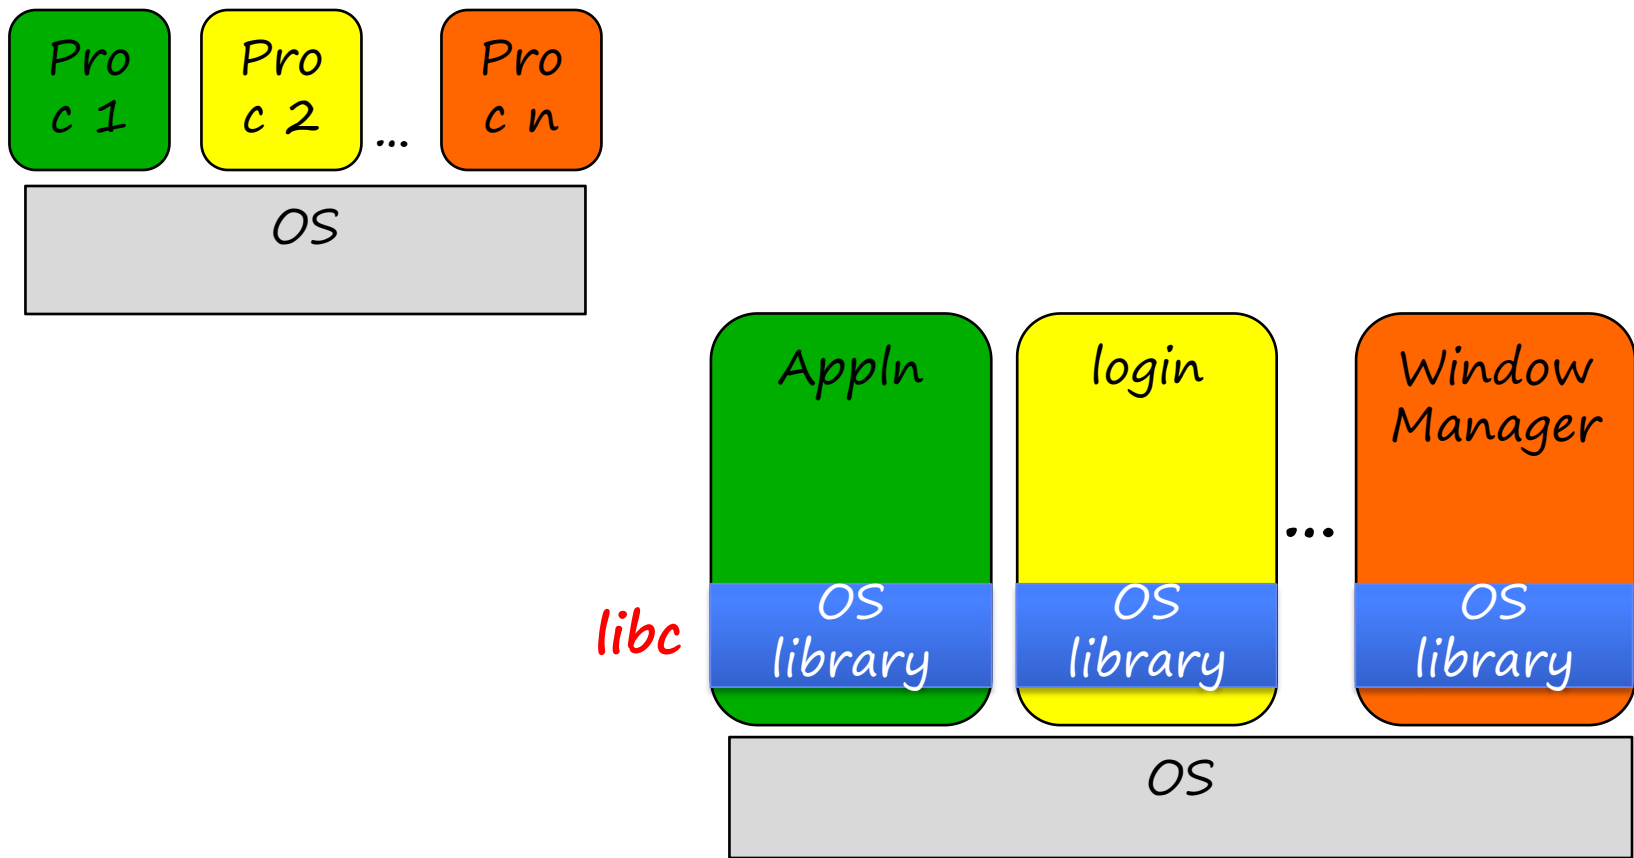 Pro
c 1
Pro
c 2
...
Pro
c n
OS
Appln
login
...
Window
Manager
libc
OS
library
OS
library
OS
library
OS